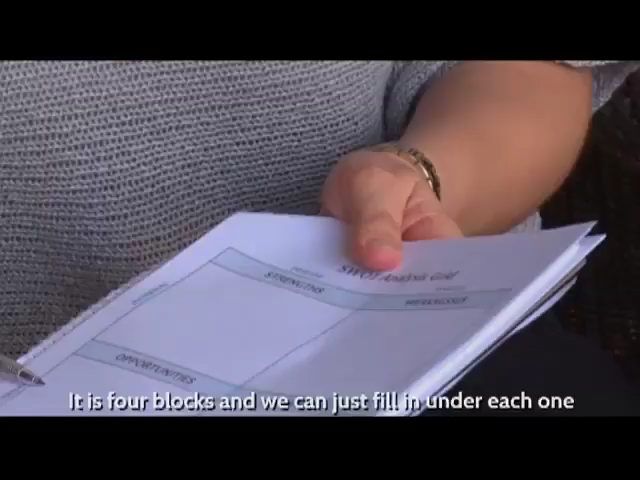 SWOT Analysis Grid
STRENGTHS
WEAKNESSES
OPPORTUNITIES
It is four blocks and we can just fill in under each one